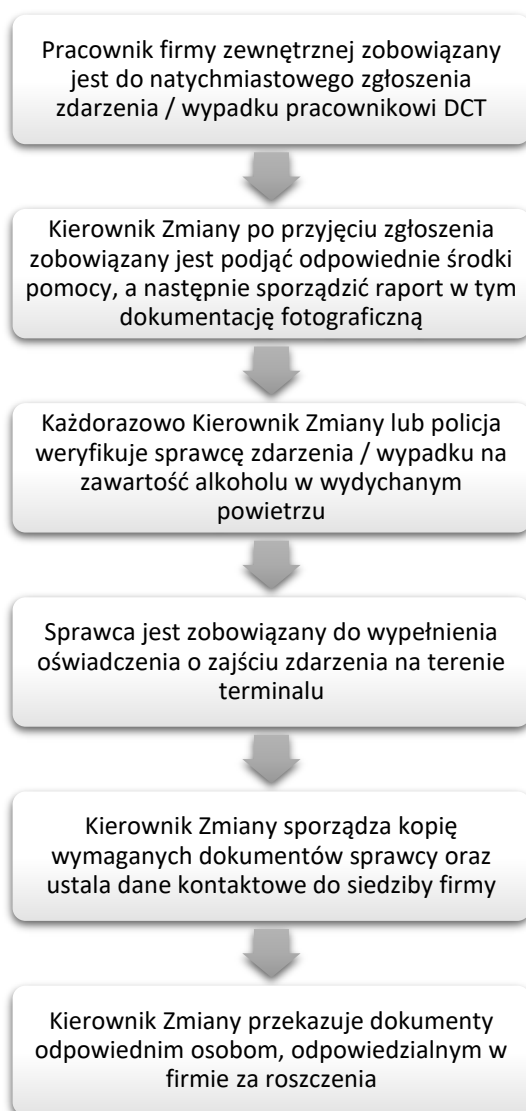 Pracownik firmy zewnętrznej zobowiązany
jest do natychmiastowego zgłoszenia
zdarzenia / wypadku pracownikowi DCT
Kierownik Zmiany po przyjęciu zgłoszenia
zobowiązany jest podjąć odpowiednie środki
pomocy, a następnie sporządzić raport w tym
dokumentację fotograficzną
Każdorazowo Kierownik Zmiany lub policja
weryfikuje sprawcę zdarzenia / wypadku na
zawartość alkoholu w wydychanym
powietrzu
Sprawca jest zobowiązany do wypełnienia
oświadczenia o zajściu zdarzenia na terenie
terminalu
Kierownik Zmiany sporządza kopię
wymaganych dokumentów sprawcy oraz
ustala dane kontaktowe do siedziby firmy
Kierownik Zmiany przekazuje dokumenty
odpowiednim osobom, odpowiedzialnym w
firmie za roszczenia